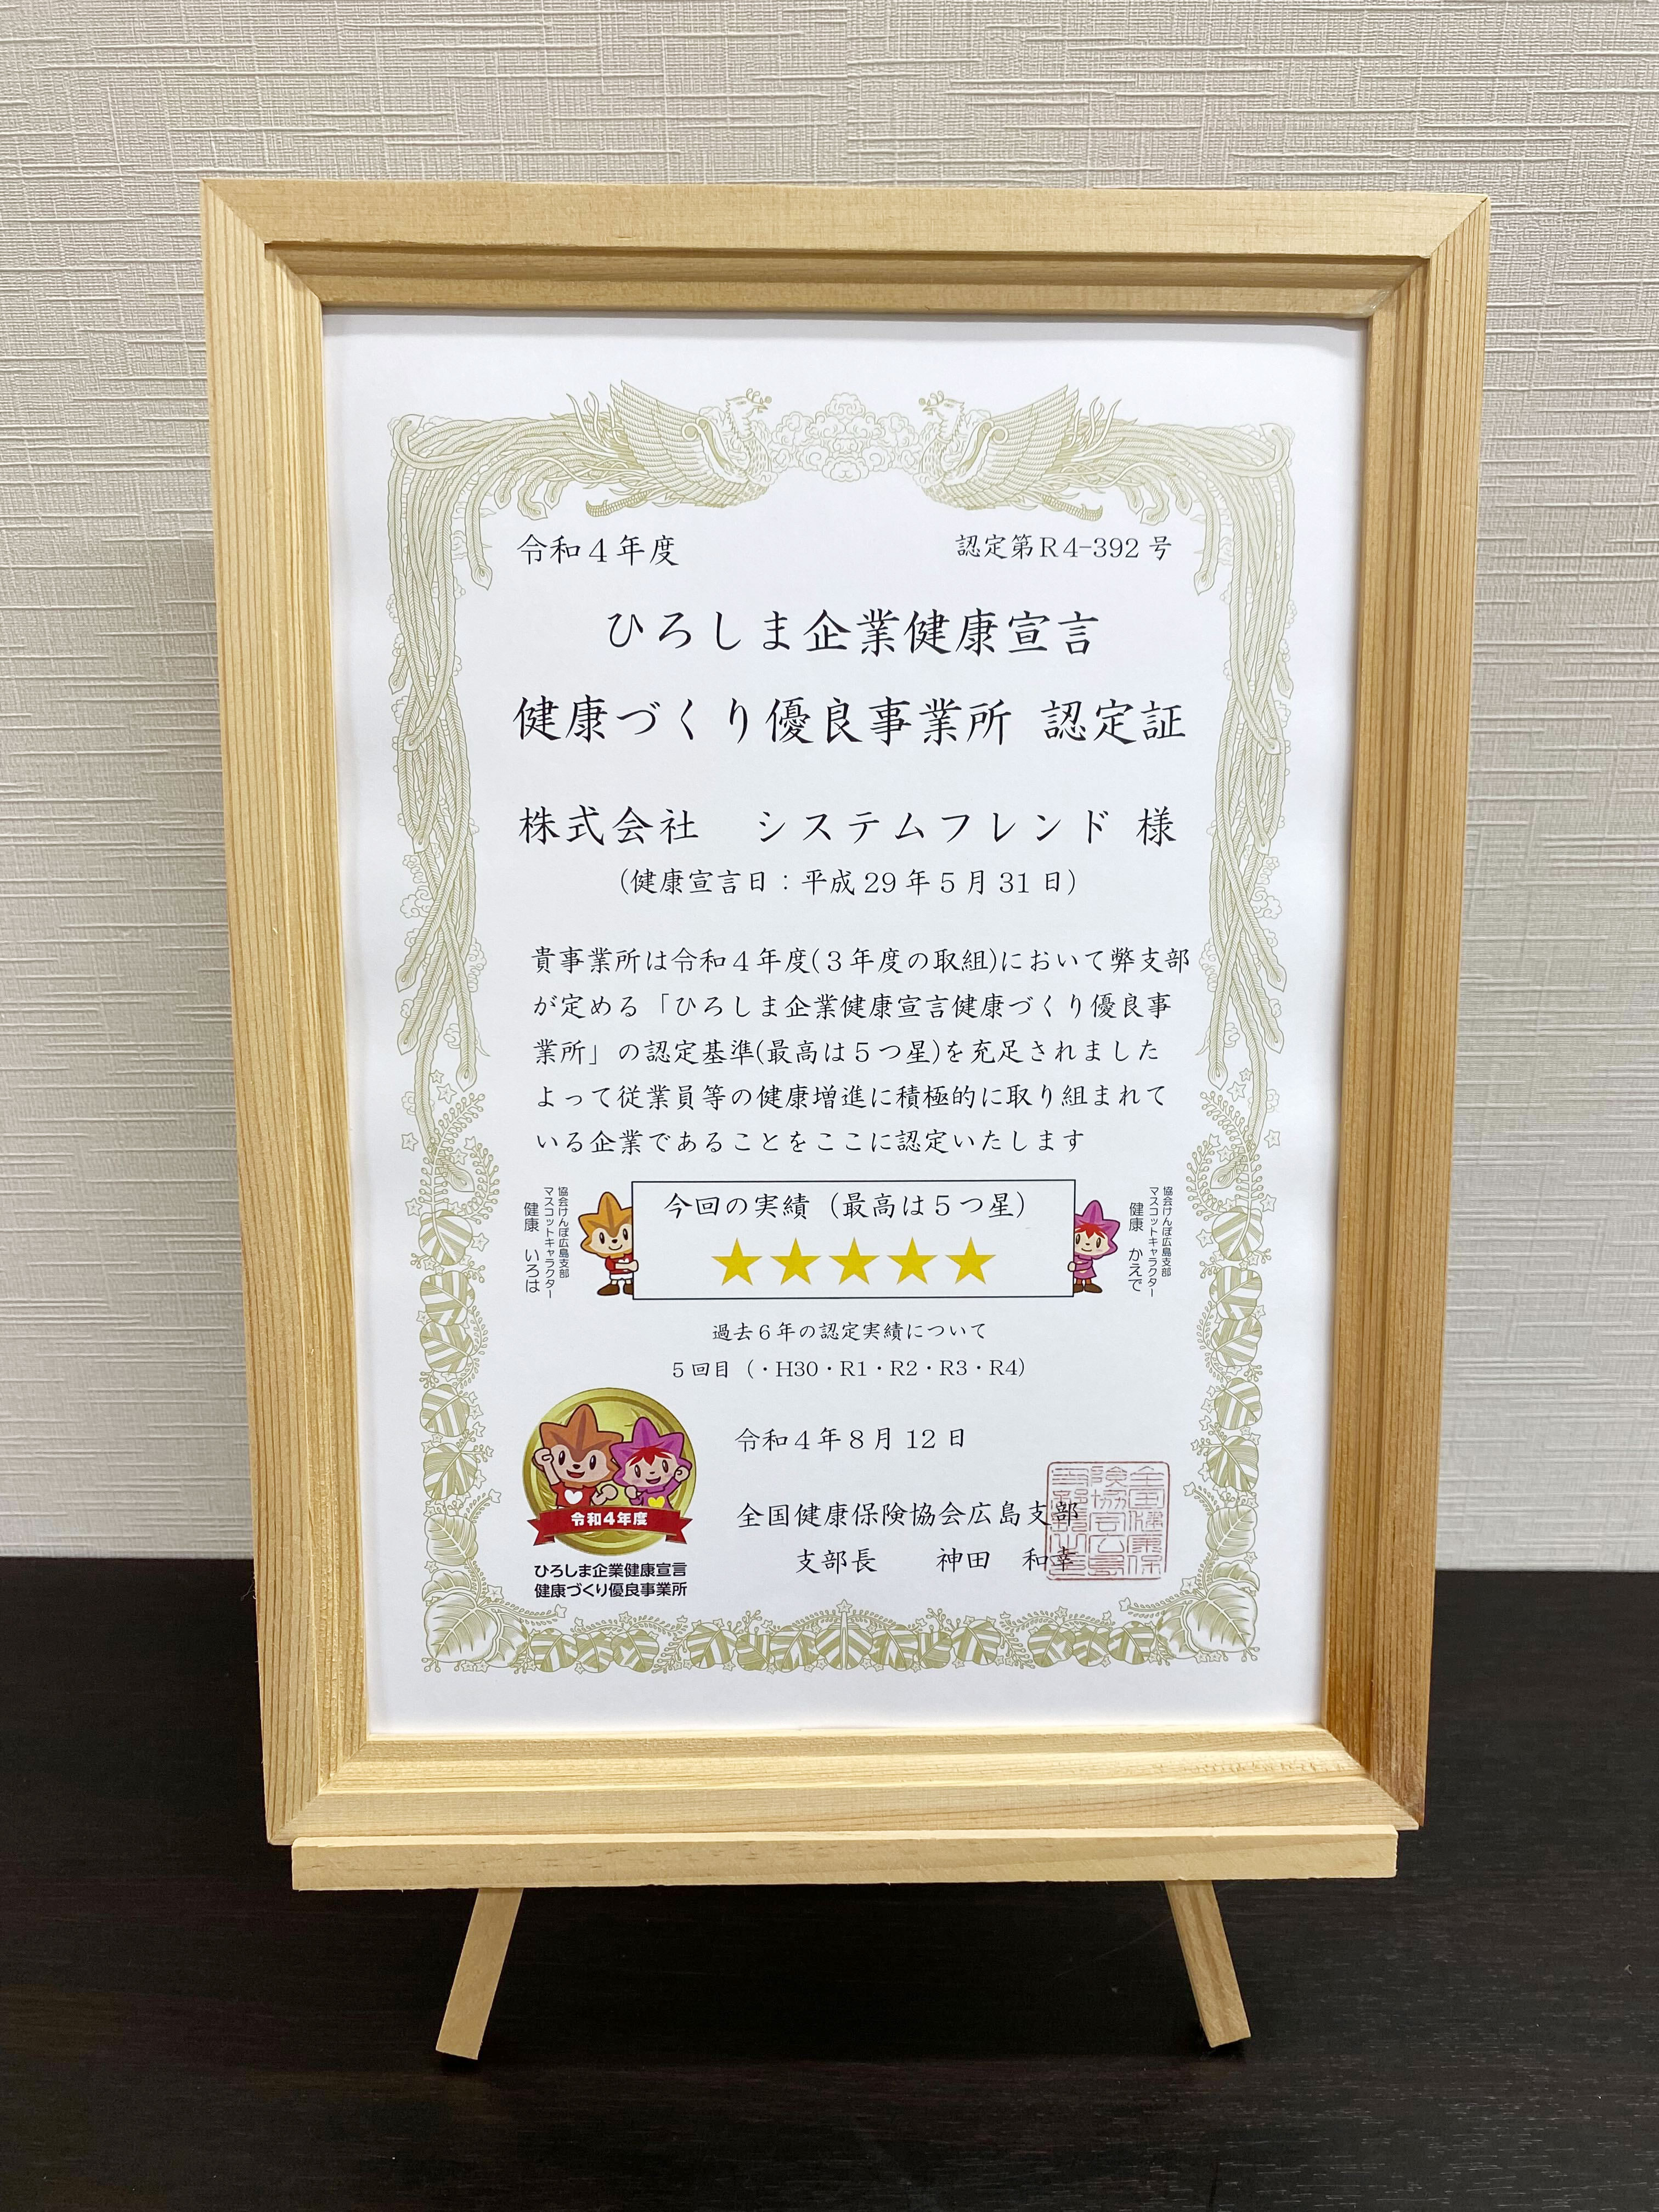 令和４年度
認定第Ｒ4−392 号
ひろしま企業健康宣言
健康づくり優良事業所 認定証
株式会社　システムフレンド 様
（健康宣言日：平成 29 年 5 月 31 日）
貴事業所は令和４年度(３年度の取組)において弊支部
が定める「ひろしま企業健康宣言健康づくり優良事
業所」の認定基準(最高は５つ星)を充足されました
よって従業員等の健康増進に積極的に取り組まれて
いる企業であることをここに認定いたします
協会けんぽ広島支部
マスコットキャラクター
健康　いろは
今回の実績（最高は５つ星）
★★★★★
協会けんぽ広島支部
マスコットキャラクター
健康　かえで
過去６年の認定実績について
５回目（・H30・R1・R2・R3・R4）
令和４年８月 12 日
全国健康保険協会広島支部
支部長　　神田　和幸
令和4年度
ひろしま企業健康宣言
健康づくり優良事業所